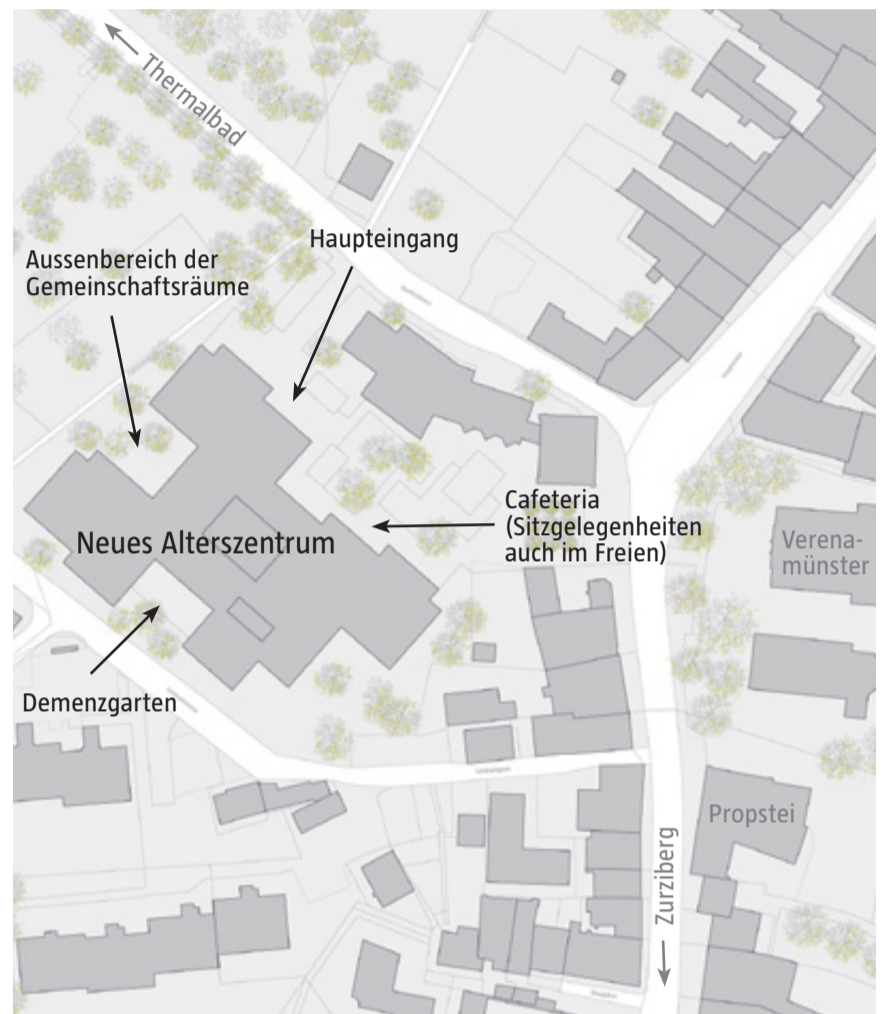 Thermalbad
Haupteingang
Aussenbereich der
Gemeinschaftsräume
Cafeteria
(Sitzgelegenheiten
auch im Freien)
Neues Alterszentrum
Verena-
münster
Demenzgarten
Propstei
Zurziberg